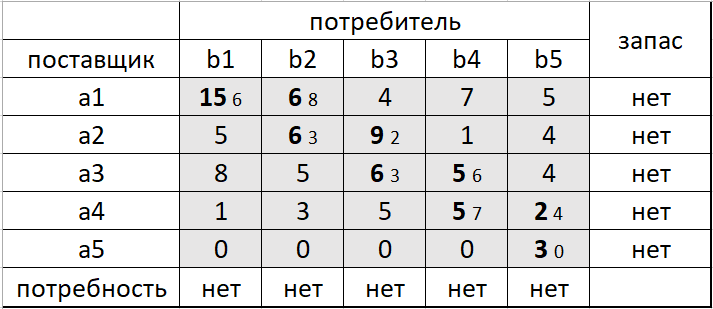 потребитель
запас
поставщик b1 b2 b3 b4 b5
a1 15 6 6 8 4 7 5 нет
a2 5 6 3 9 2 1 4 нет
a3 8 5 6 3 5 6 4 нет
a4 1 3 5 5 7 2 4 нет
a5 0 0 0 0 3 0 нет
потребность нет нет нет нет нет